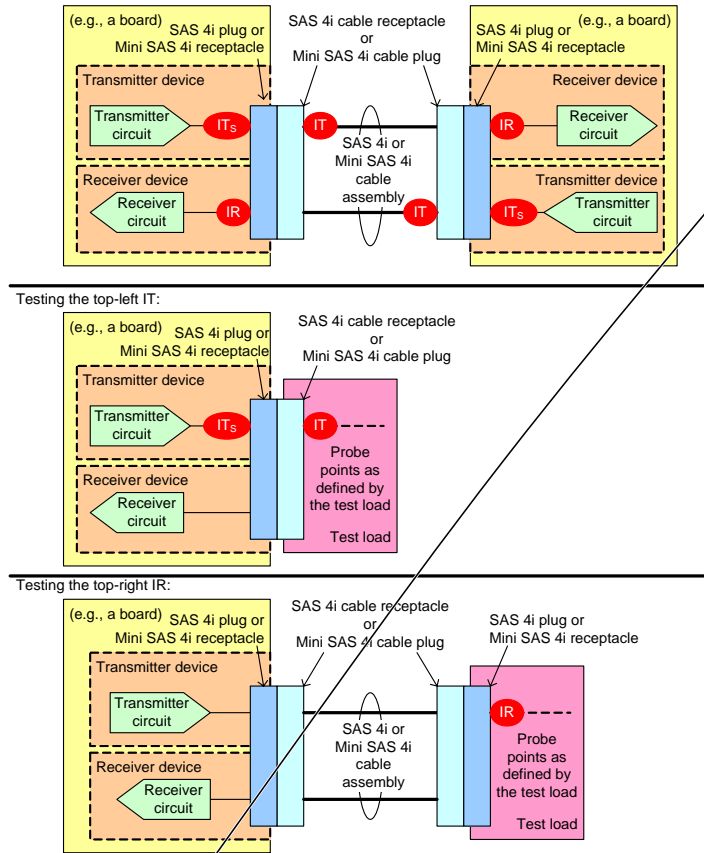 (e.g., a board)
SAS 4i plug or
Mini SAS 4i receptacle
SAS 4i cable receptacle
or
Mini SAS 4i cable plug
SAS 4i plug or
Mini SAS 4i receptacle
(e.g., a board)
Transmitter device
Transmitter
circuit
ITS
IT
Receiver device
IR
Receiver
circuit
SAS 4i or
Mini SAS 4i
cable
assembly
Receiver device
Receiver
circuit
IR
IT
Transmitter device
ITS
Transmitter
circuit
Testing the top-left IT:
(e.g., a board)
SAS 4i plug or
Mini SAS 4i receptacle
SAS 4i cable receptacle
or
Mini SAS 4i cable plug
Transmitter device
Transmitter
circuit
ITS
IT
Receiver device
Receiver
circuit
Probe
points as
defined by
the test load
Test load
Testing the top-right IR:
(e.g., a board)
SAS 4i plug or
Mini SAS 4i receptacle
SAS 4i cable receptacle
or
Mini SAS 4i cable plug
SAS 4i plug or
Mini SAS 4i receptacle
Transmitter device
Transmitter
circuit
IR
Receiver device
Receiver
circuit
SAS 4i or
Mini SAS 4i
cable
assembly
Probe
points as
defined by
the test load
Test load